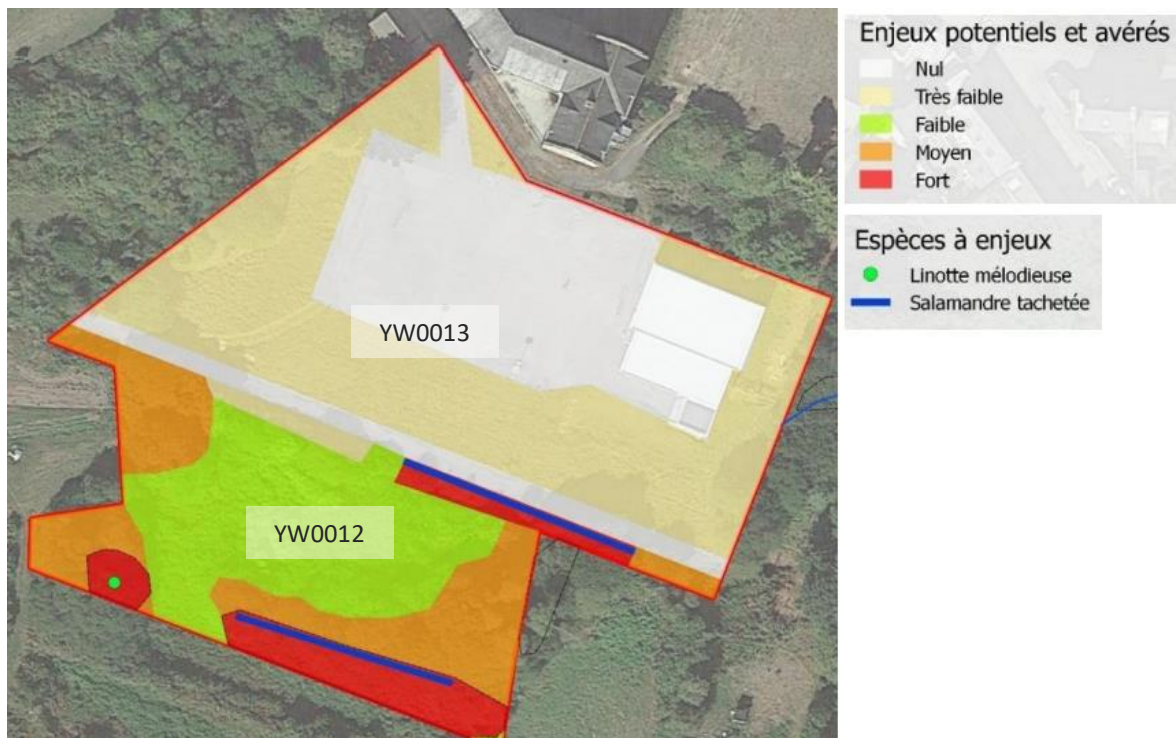 YW0013
YW0012
Enjeux potentiels et avérés
Nul
Très faible
Faible
Moyen
Fort
Espèces à enjeux
Linotte mélodieuse
Salamandre tachetée